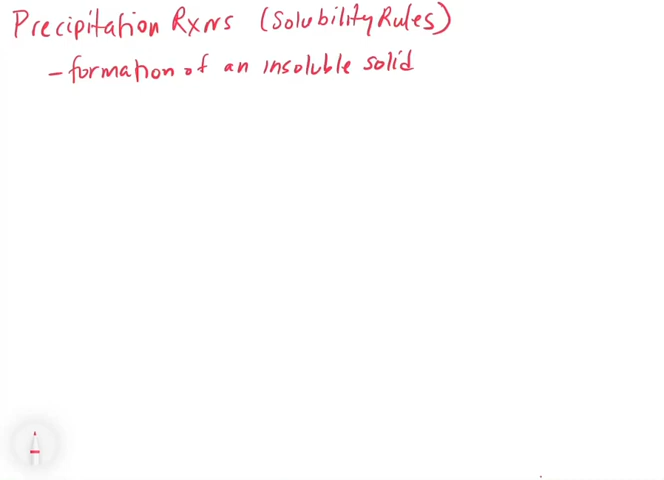 Precipitation Rxns (Solubility Rules)
- formation of an insoluble solid